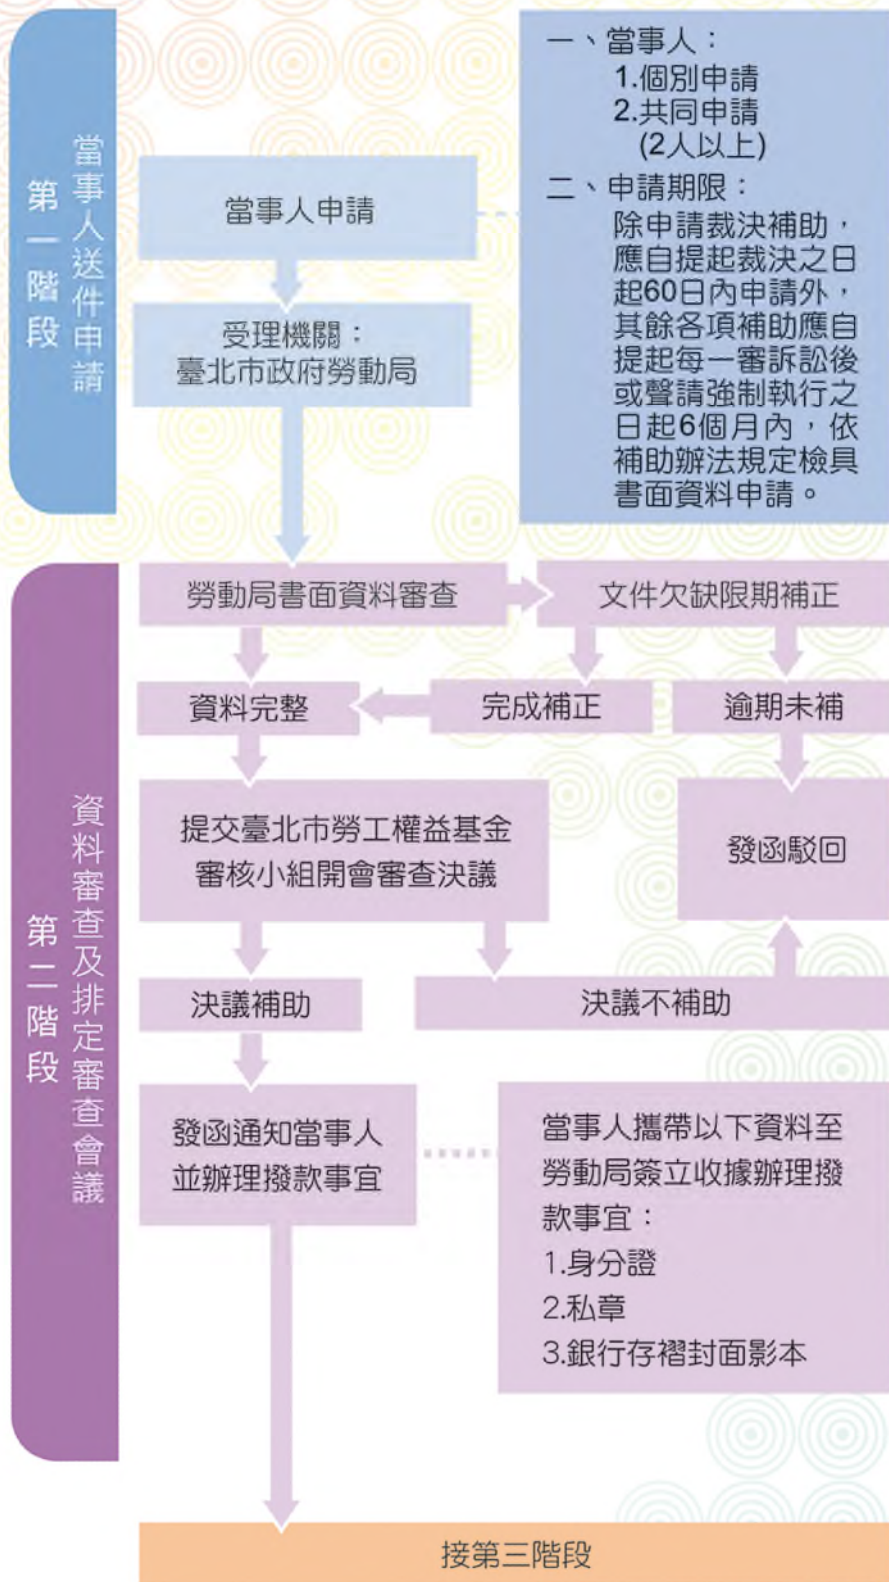 第一階段
當事人送件申請
當事人申請
受理機關：
臺北市政府勞動局
一、當事人：
1.個別申請
2.共同申請
(2人以上)
二、申請期限：
除申請裁決補助，
應自提起裁決之日
起60日內申請外，
其餘各項補助應自
提起每一審訴訟後
或聲請強制執行之
日起6個月內，依
補助辦法規定檢具
書面資料申請。
第二階段
資料審查及排定審查會議
勞動局書面資料審查
文件欠缺限期補正
資料完整
完成補正
逾期未補
提交臺北市勞工權益基金
審核小組開會審查決議
發函駁回
決議補助
決議不補助
發函通知當事人
並辦理撥款事宜
當事人攜帶以下資料至
勞動局簽立收據辦理撥
款事宜：
1.身分證
2.私章
3.銀行存褶封面影本
接第三階段